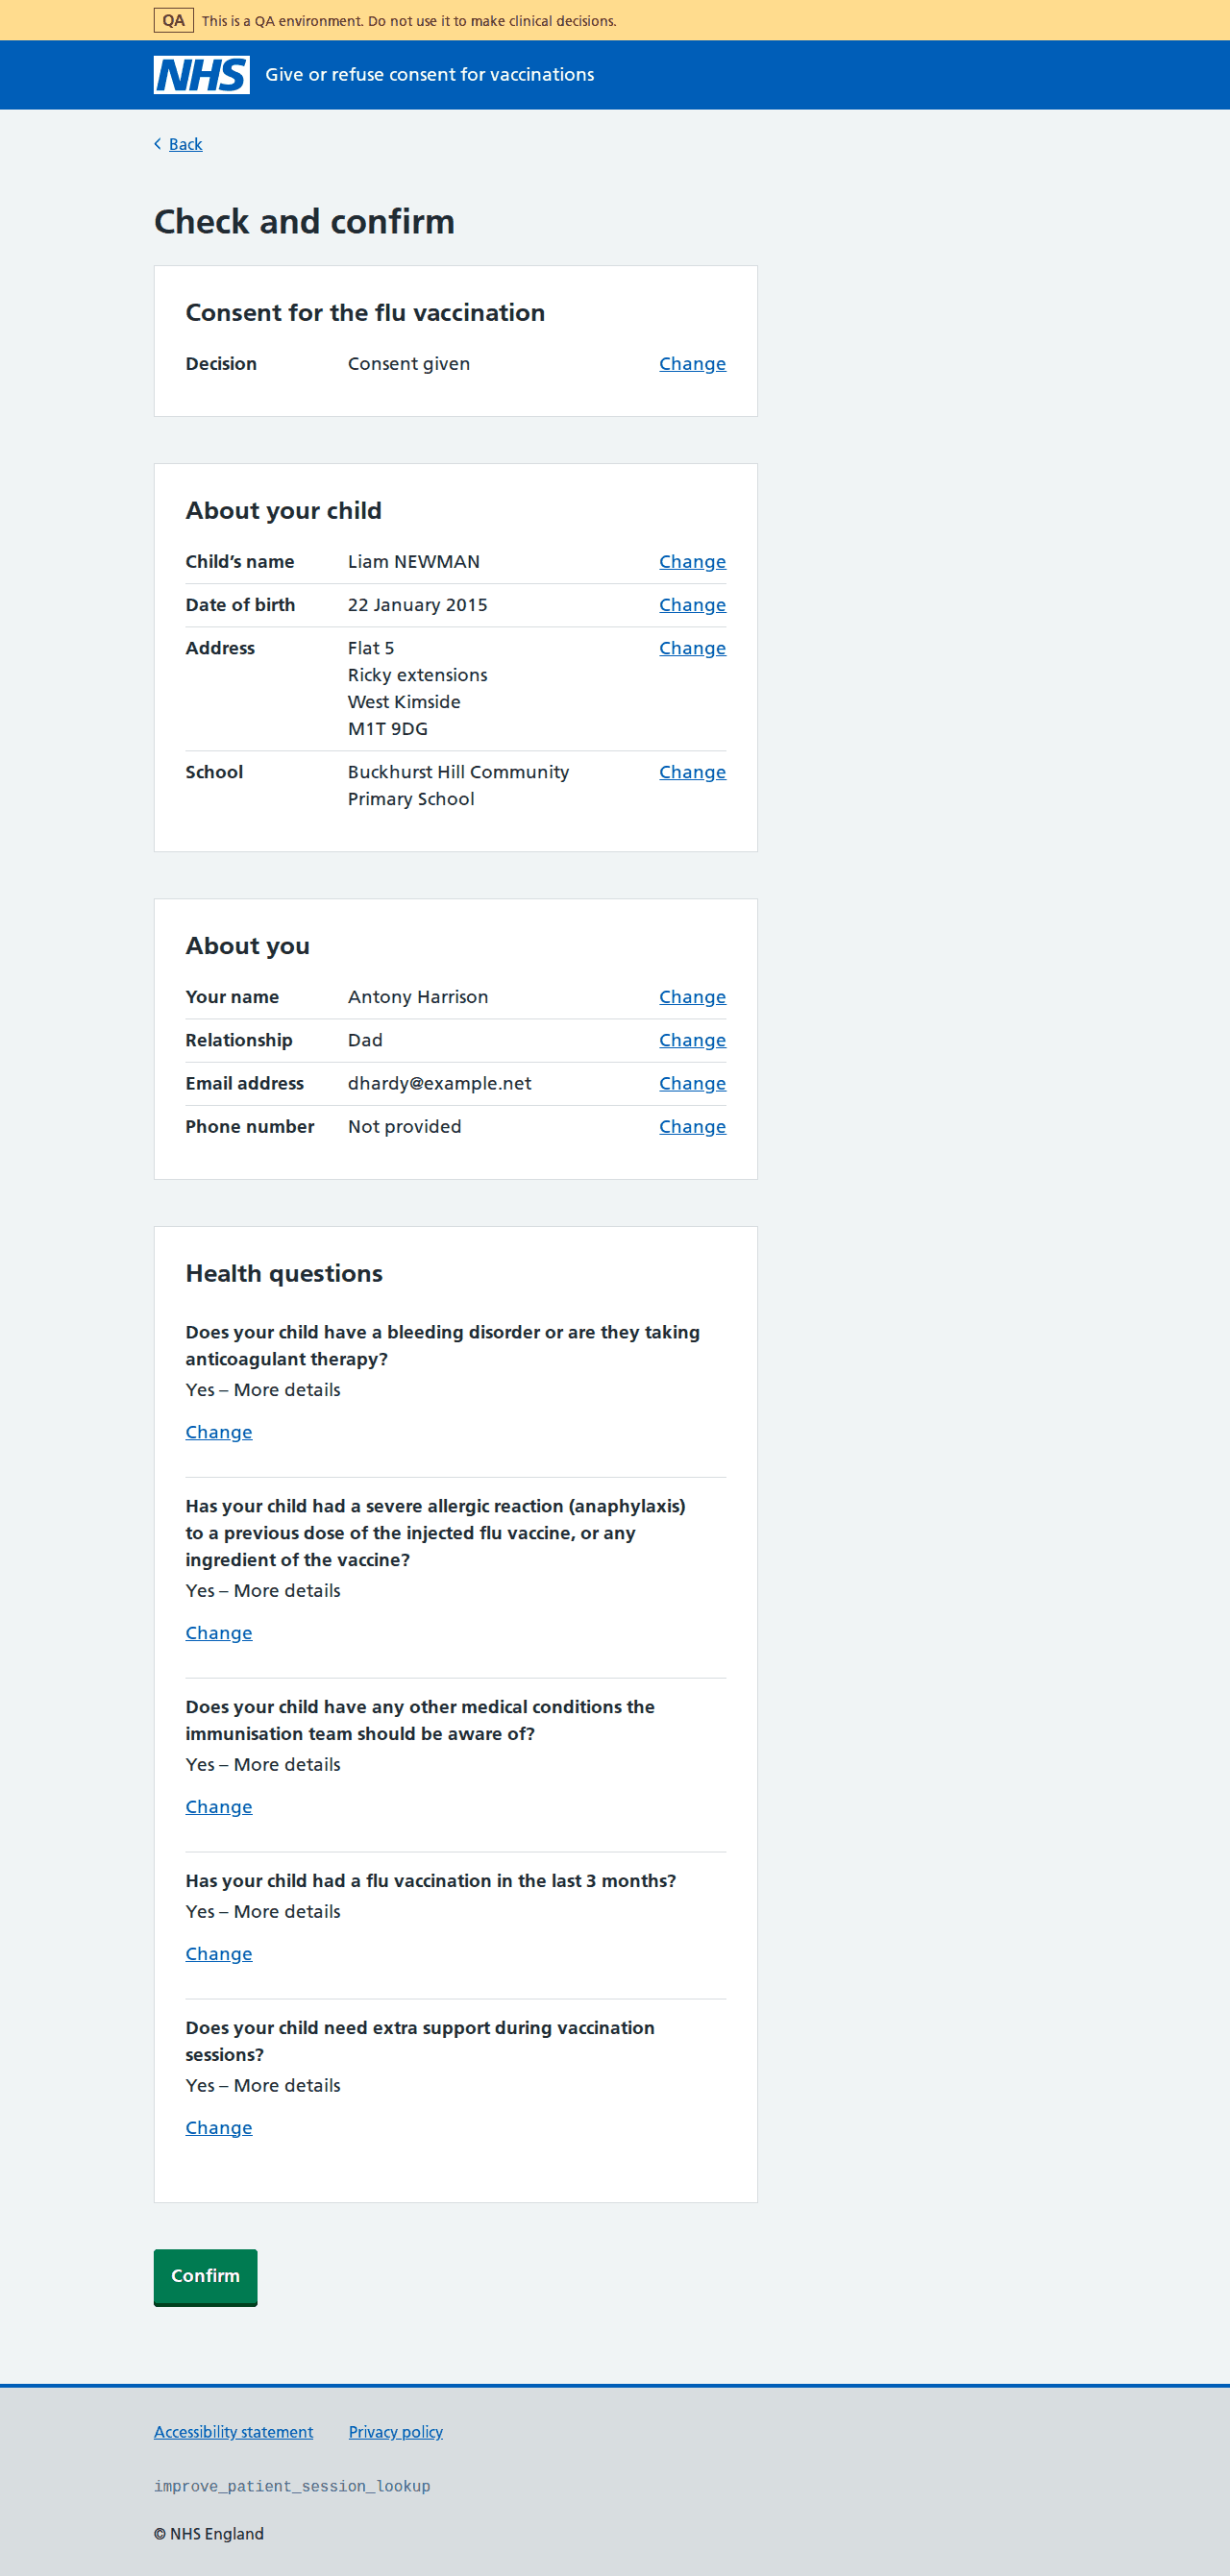 QA This is a QA environment. Do not use it to make clinical decisions.
NHS Give or refuse consent for vaccinations
Back
Check and confirm
Consent for the flu vaccination
Decision Consent given Change
About your child
Child’s name Liam NEWMAN Change
Date of birth 22 January 2015 Change
Address Flat 5 Change
Ricky extensions
West Kimside
M1T 9DG
School Buckhurst Hill Community Change
Primary School
About you
Your name Antony Harrison Change
Relationship Dad Change
Email address dhardy@example.net Change
Phone number Not provided Change
Health questions
Does your child have a bleeding disorder or are they taking
anticoagulant therapy?
Yes – More details
Change
Has your child had a severe allergic reaction (anaphylaxis)
to a previous dose of the injected flu vaccine, or any
ingredient of the vaccine?
Yes – More details
Change
Does your child have any other medical conditions the
immunisation team should be aware of?
Yes – More details
Change
Has your child had a flu vaccination in the last 3 months?
Yes – More details
Change
Does your child need extra support during vaccination
sessions?
Yes – More details
Change
Confirm
Accessibility statement Privacy policy
improve_patient_session_lookup
© NHS England